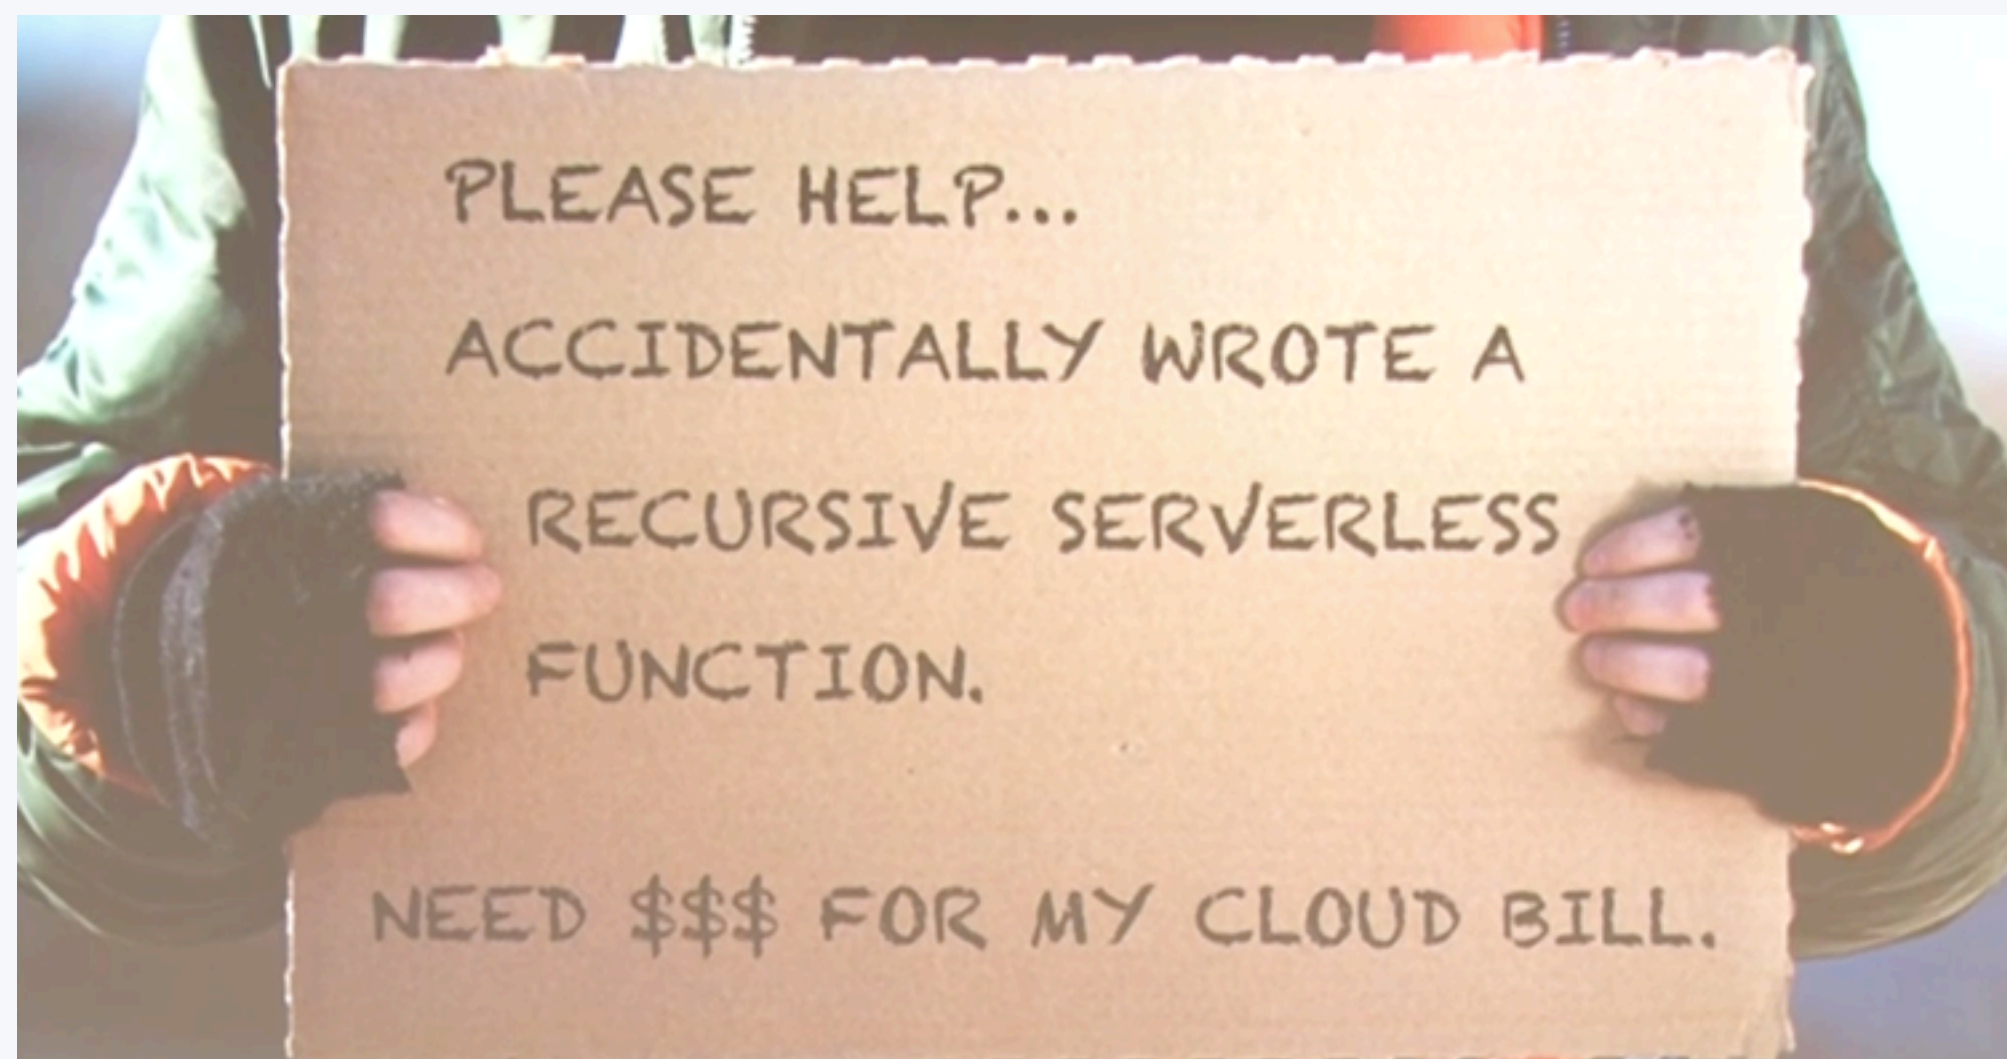 PLEASE HELP...
ACCIDENTALLY WROTE A
RECURSIVE SERVERLESS
FUNCTION.
NEED $$$ FOR MY CLOUD BILL.